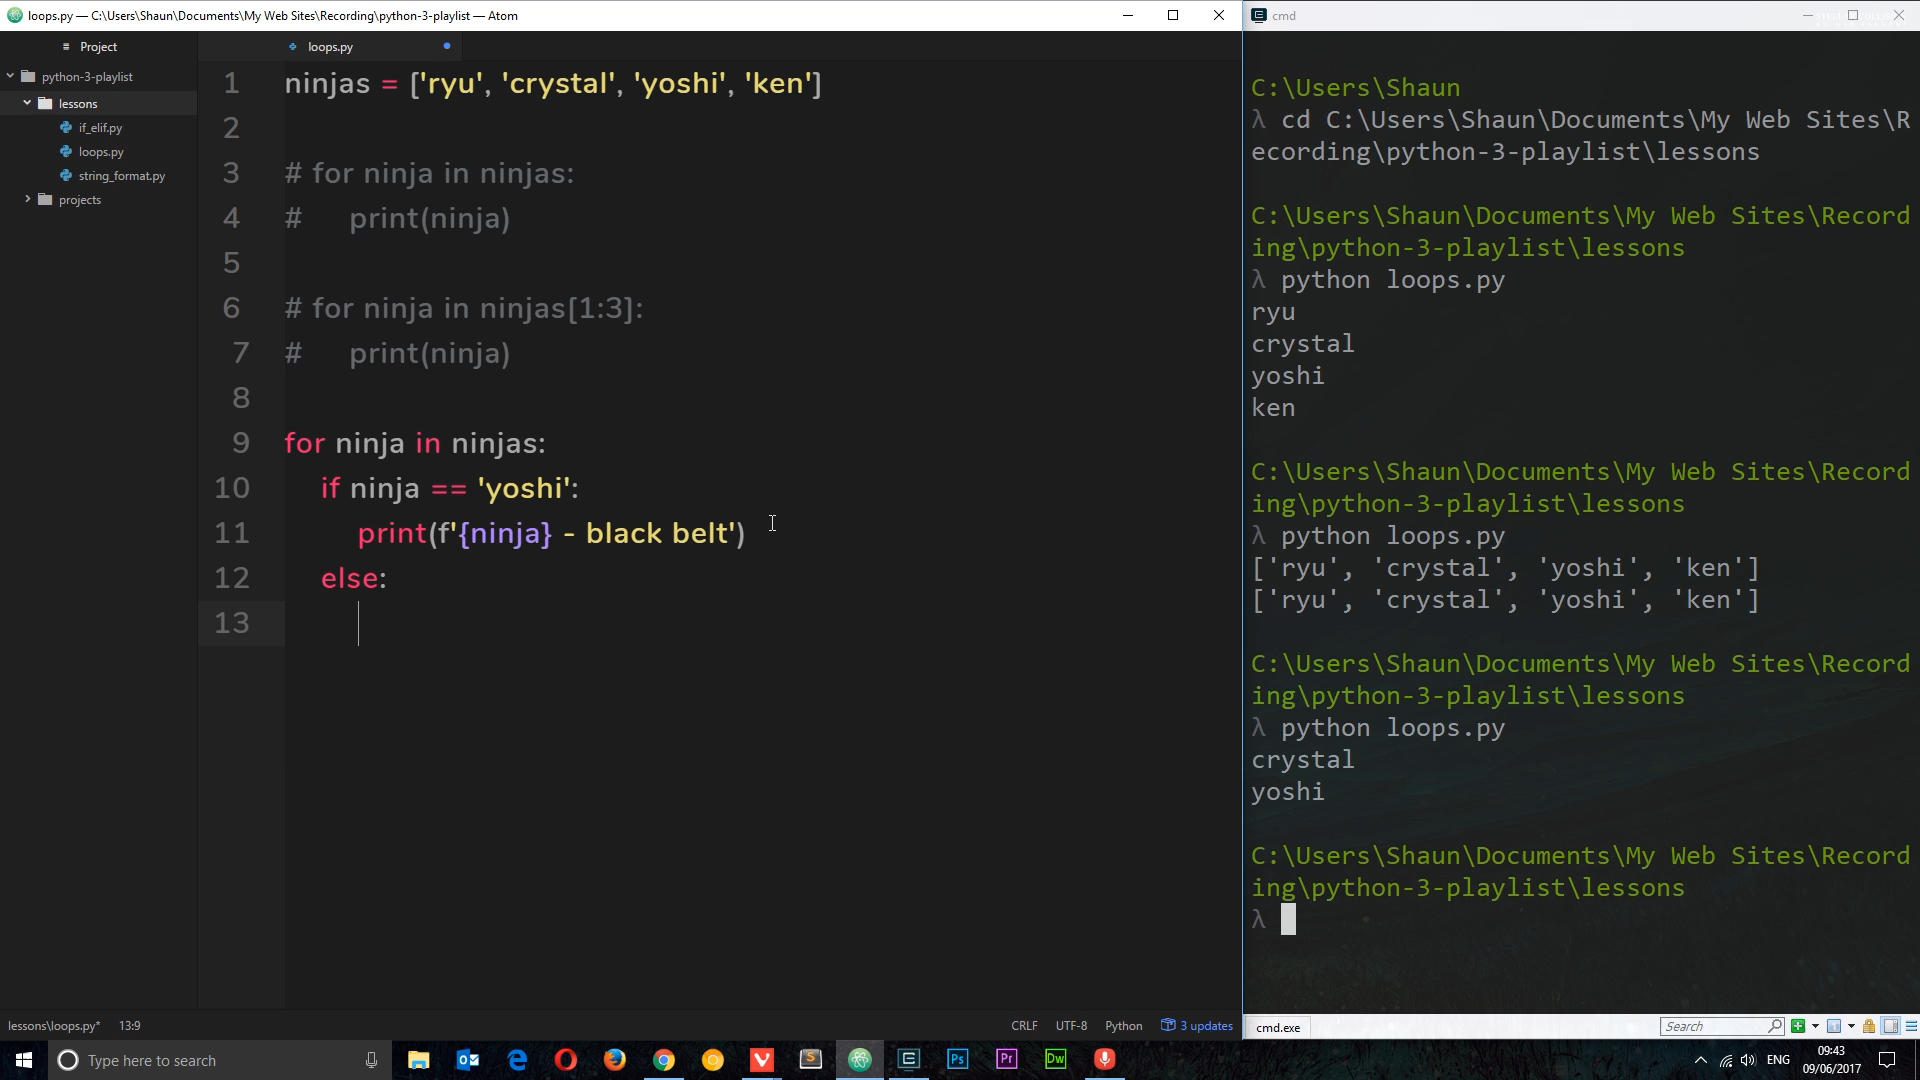 loops.py — C:\Users\Shaun\Documents\My Web Sites\Recording\python-3-playlist — Atom
Project
python-3-playlist
lessons
if_elif.py
loops.py
string_format.py
projects
loops.py
1 ninjas = ['ryu', 'crystal', 'yoshi', 'ken']
2
3 # for ninja in ninjas:
4 #     print(ninja)
5
6 # for ninja in ninjas[1:3]:
7 #     print(ninja)
8
9 for ninja in ninjas:
10     if ninja == 'yoshi':
11         print(f'{ninja} - black belt')
12     else:
13
lessons\loops.py* 13:9
CRLF UTF-8 Python 3 updates
cmd
C:\Users\Shaun
λ cd C:\Users\Shaun\Documents\My Web Sites\R
ecording\python-3-playlist\lessons
C:\Users\Shaun\Documents\My Web Sites\Record
ing\python-3-playlist\lessons
λ python loops.py
ryu
crystal
yoshi
ken
C:\Users\Shaun\Documents\My Web Sites\Record
ing\python-3-playlist\lessons
λ python loops.py
['ryu', 'crystal', 'yoshi', 'ken']
['ryu', 'crystal', 'yoshi', 'ken']
C:\Users\Shaun\Documents\My Web Sites\Record
ing\python-3-playlist\lessons
λ python loops.py
crystal
yoshi
C:\Users\Shaun\Documents\My Web Sites\Record
ing\python-3-playlist\lessons
λ
cmd.exe
Search
Type here to search
Ps
Pr
Dw
ENG
09:43
09/06/2017